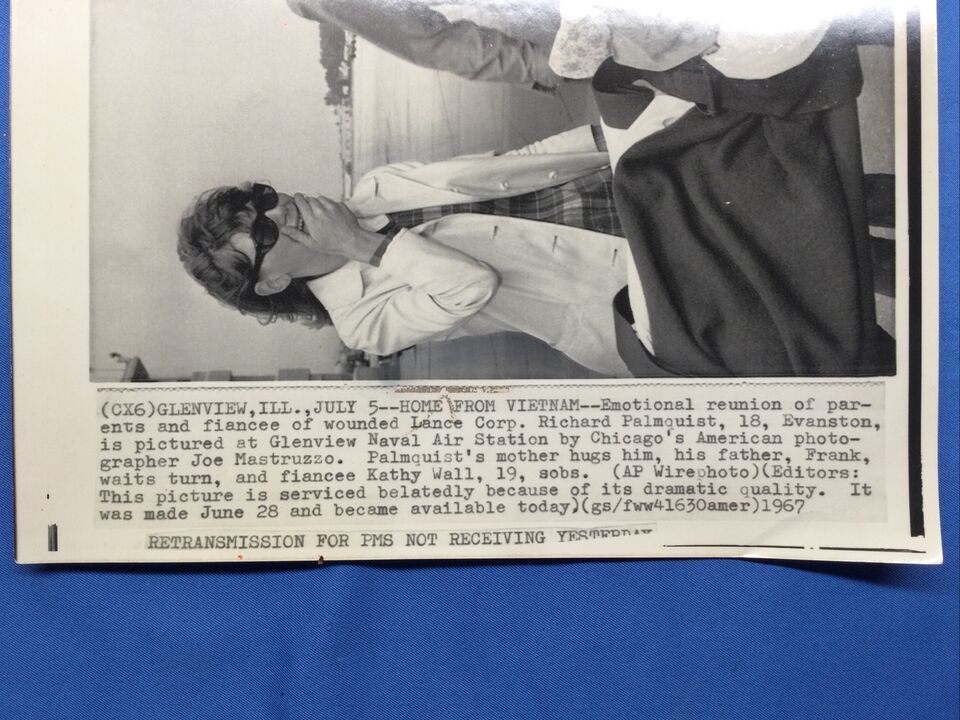 (CX6)GLENVIEW,ILL.,JULY 5--HOME FROM VIETNAM--Emotional reunion of par-
ents and fiancee of wounded Lance Corp. Richard Palmquist, 18, Evanston,
is pictured at Glenview Naval Air Station by Chicago's American photo-
grapher Joe Mastruzzo.  Palmquist's mother hugs him, his father, Frank,
waits turn, and fiancee Kathy Wall, 19, sobs.  (AP Wirephoto)(Editors:
This picture is serviced belatedly because of its dramatic quality.  It
was made June 28 and became available today)(gs/fww41630amer)1967
RETRANSMISSION FOR PMS NOT RECEIVING YESTERDAY